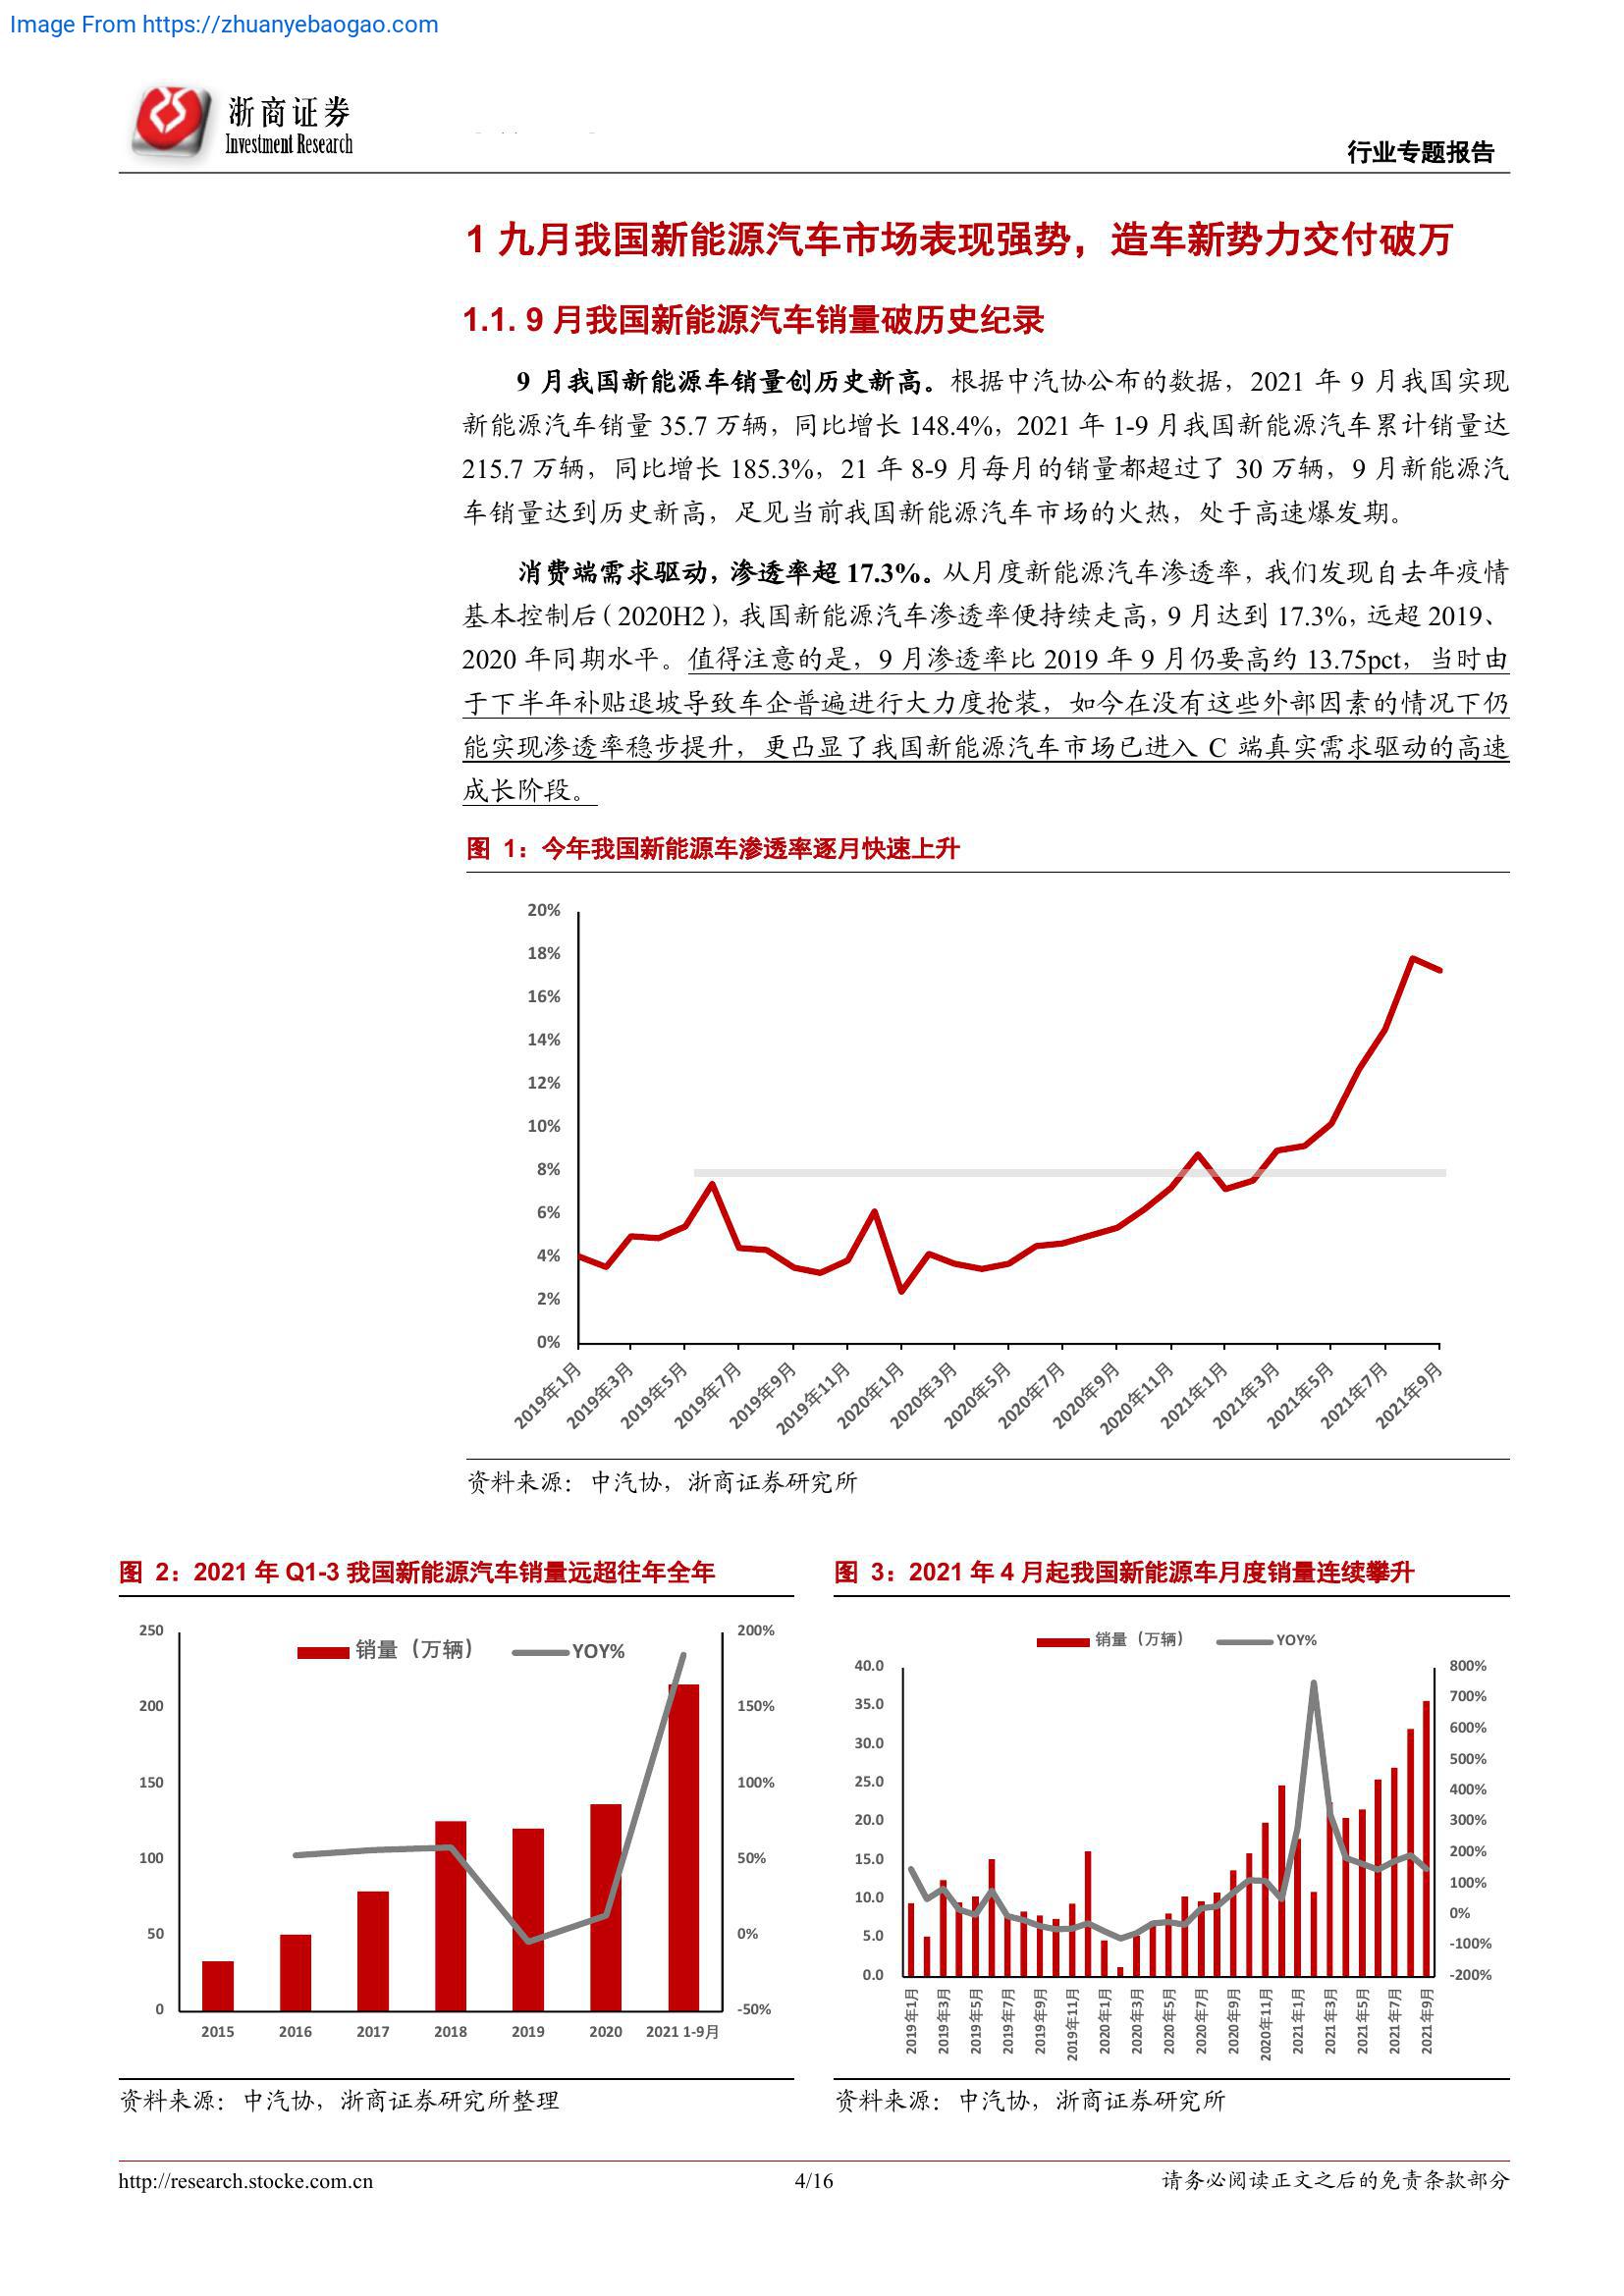 Image From https://zhuanyebaogao.com
浙商证券
Investment Research
行业专题报告
1 九月我国新能源汽车市场表现强势，造车新势力交付破万
1.1. 9 月我国新能源汽车销量破历史纪录
9 月我国新能源车销量创历史新高。根据中汽协公布的数据，2021 年 9 月我国实现
新能源汽车销量 35.7 万辆，同比增长 148.4%，2021 年 1-9 月我国新能源汽车累计销量达
215.7 万辆，同比增长 185.3%，21 年 8-9 月每月的销量都超过了 30 万辆，9 月新能源汽
车销量达到历史新高，足见当前我国新能源汽车市场的火热，处于高速爆发期。
消费端需求驱动，渗透率超 17.3%。从月度新能源汽车渗透率，我们发现自去年疫情
基本控制后（2020H2），我国新能源汽车渗透率便持续走高，9 月达到 17.3%，远超 2019、
2020 年同期水平。值得注意的是，9 月渗透率比 2019 年 9 月仍要高约 13.75pct，当时由
于下半年补贴退坡导致车企普遍进行大力度抢装，如今在没有这些外部因素的情况下仍
能实现渗透率稳步提升，更凸显了我国新能源汽车市场已进入 C 端真实需求驱动的高速
成长阶段。
图 1：今年我国新能源车渗透率逐月快速上升
20%
18%
16%
14%
12%
10%
8%
6%
4%
2%
0%
2019年1月 2019年3月 2019年5月 2019年7月 2019年9月 2019年11月 2020年1月 2020年3月 2020年5月 2020年7月 2020年9月 2020年11月 2021年1月 2021年3月 2021年5月 2021年7月 2021年9月
资料来源：中汽协，浙商证券研究所
图 2：2021 年 Q1-3 我国新能源汽车销量远超往年全年
销量（万辆） YOY%
250 200%
200 150%
150 100%
100 50%
50 0%
0 -50%
2015 2016 2017 2018 2019 2020 2021 1-9月
资料来源：中汽协，浙商证券研究所整理
图 3：2021 年 4 月起我国新能源车月度销量连续攀升
销量（万辆） YOY%
40.0
35.0
30.0
25.0
20.0
15.0
10.0
5.0
0.0
800%
700%
600%
500%
400%
300%
200%
100%
0%
-100%
-200%
2019年1月 2019年3月 2019年5月 2019年7月 2019年9月 2019年11月 2020年1月 2020年3月 2020年5月 2020年7月 2020年9月 2020年11月 2021年1月 2021年3月 2021年5月 2021年7月 2021年9月
资料来源：中汽协，浙商证券研究所
http://research.stocke.com.cn 4/16 请务必阅读正文之后的免责条款部分